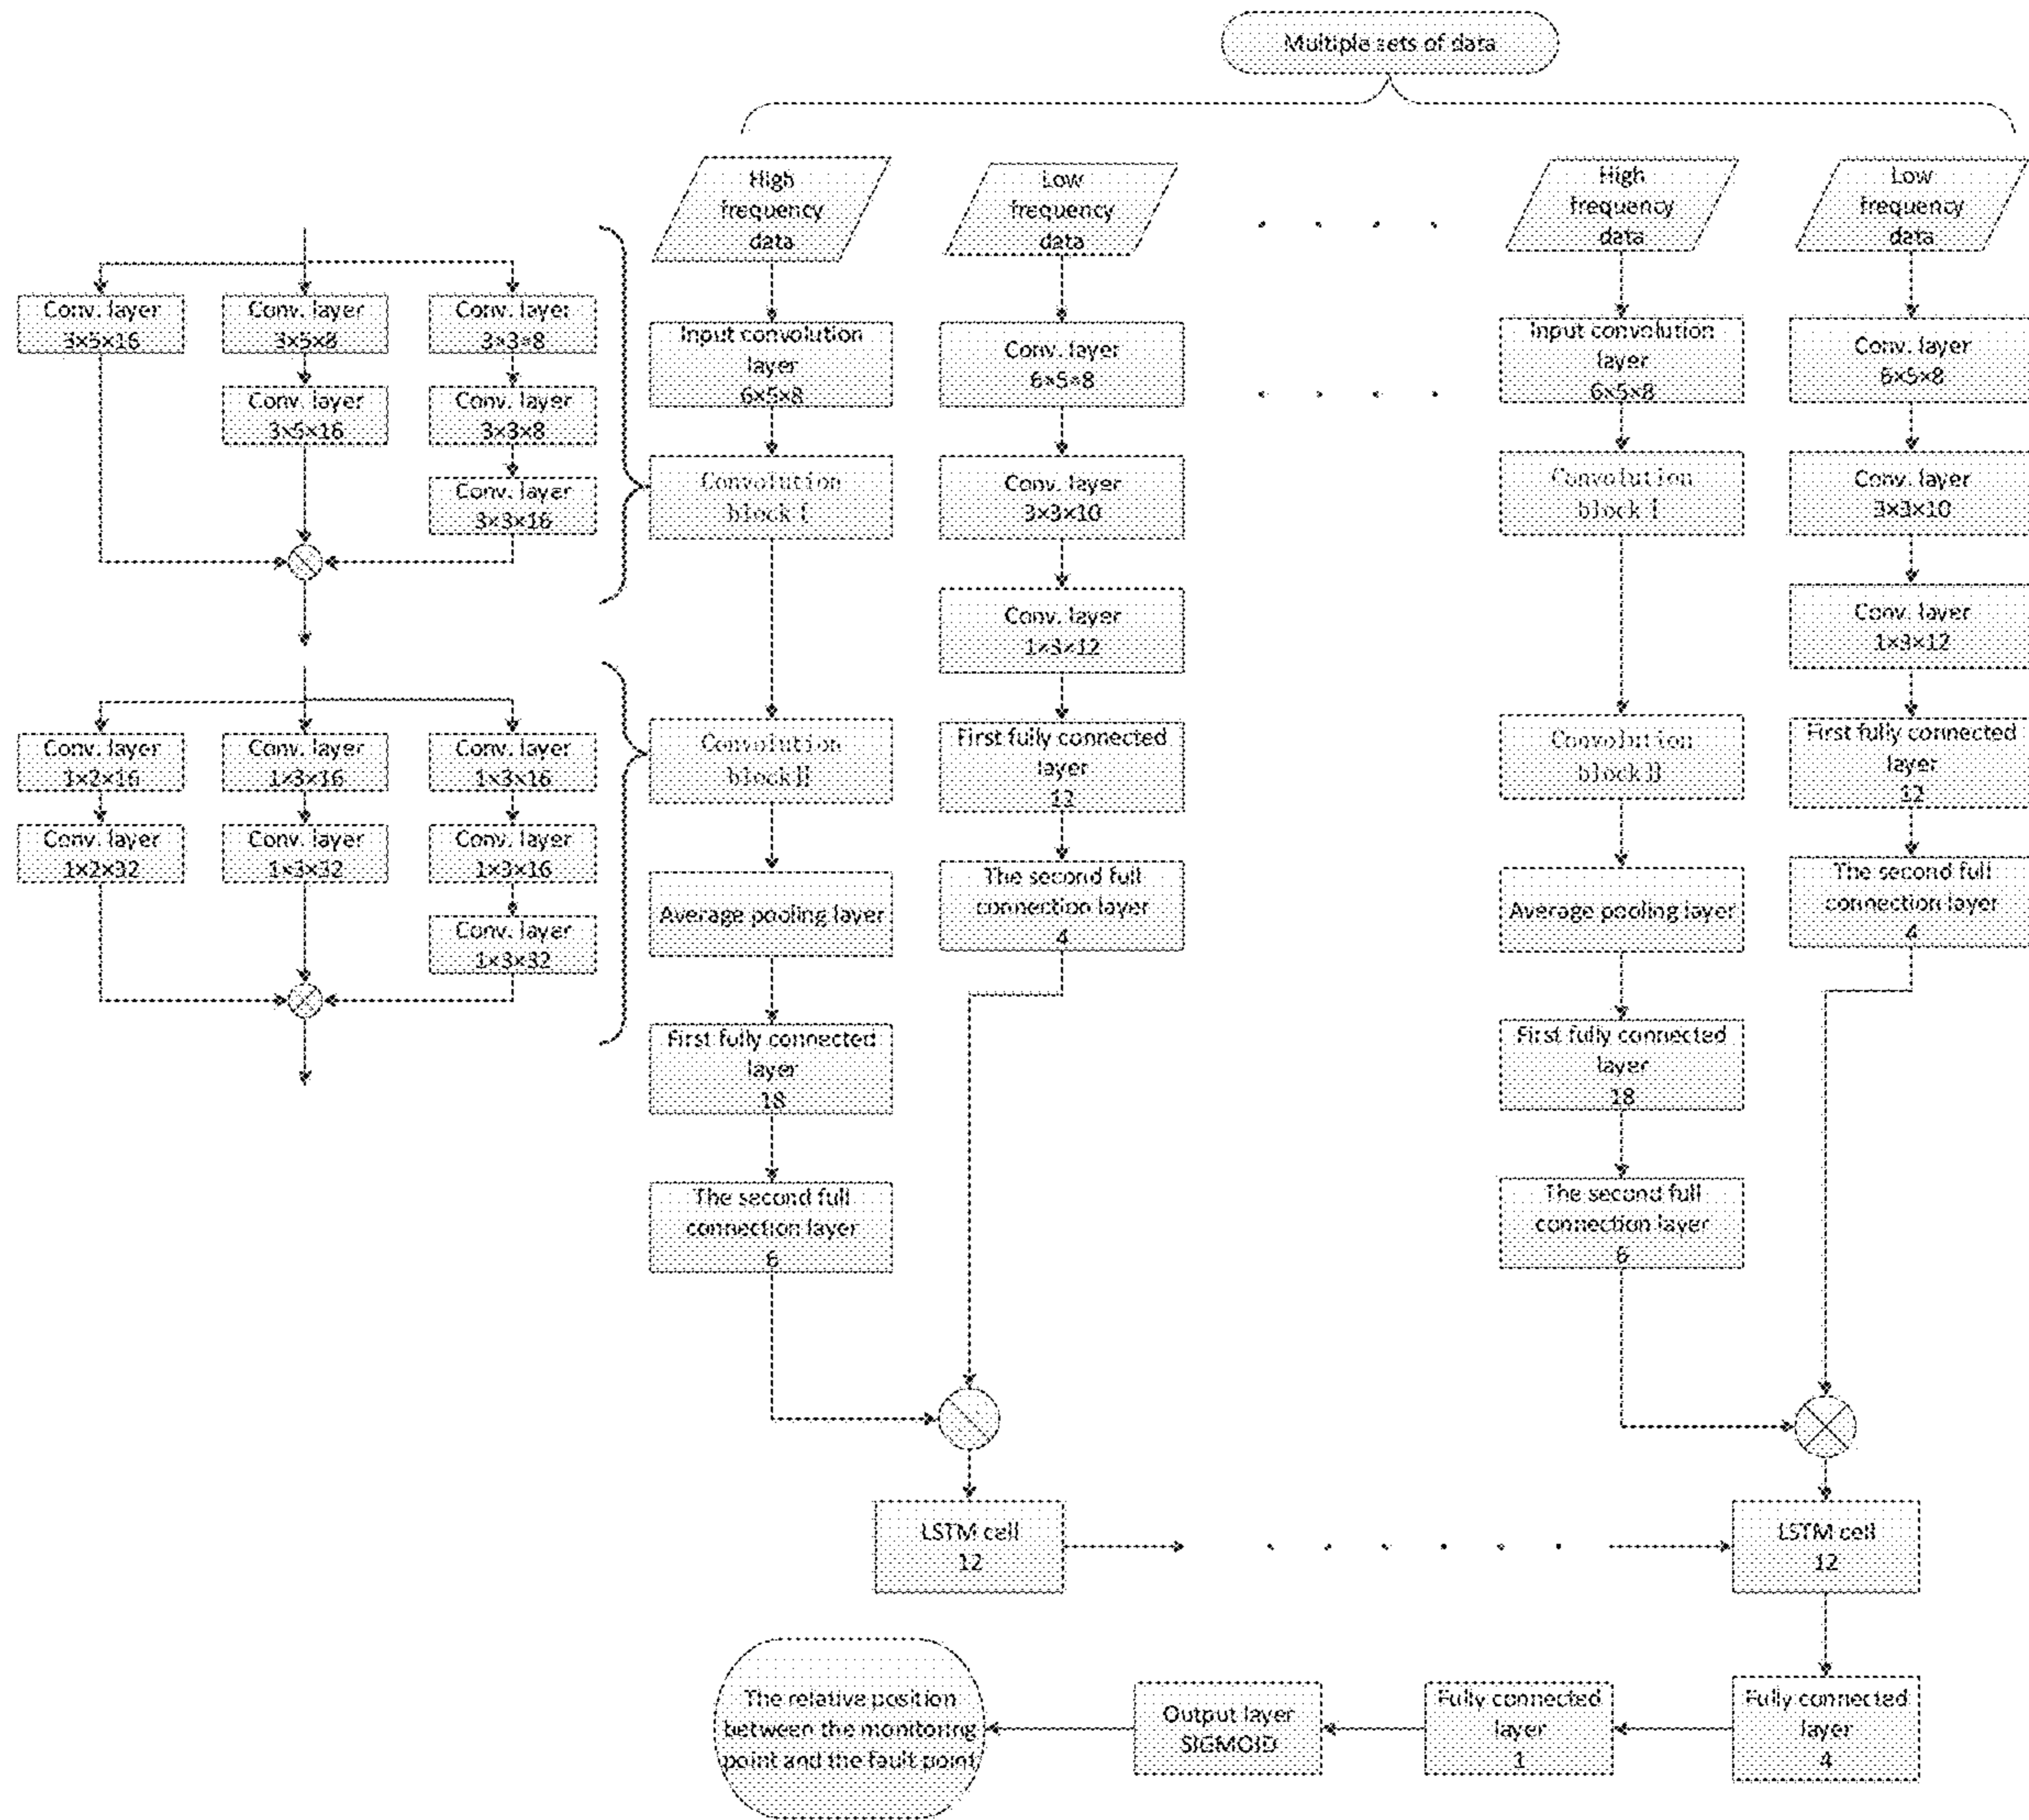 Multiple sets of data
High
frequency
data
Low
frequency
data
High
frequency
data
Low
frequency
data
Conv. layer
3×5×16
Conv. layer
3×5×8
Conv. layer
3×5×16
Conv. layer
3×3×8
Conv. layer
3×3×8
Conv. layer
3×3×16
Conv. layer
1×2×16
Conv. layer
1×2×32
Conv. layer
1×3×16
Conv. layer
1×3×32
Conv. layer
1×3×16
Conv. layer
1×3×16
Conv. layer
1×3×32
Input convolution
layer
6×5×8
Convolution
block I
Convolution
block II
Average pooling layer
First fully connected
layer
18
The second full
connection layer
6
Conv. layer
6×5×8
Conv. layer
3×3×10
Conv. layer
1×3×12
First fully connected
layer
12
The second full
connection layer
4
Input convolution
layer
6×5×8
Convolution
block I
Convolution
block II
Average pooling layer
First fully connected
layer
18
The second full
connection layer
6
Conv. layer
6×5×8
Conv. layer
3×3×10
Conv. layer
1×3×12
First fully connected
layer
12
The second full
connection layer
4
LSTM cell
12
LSTM cell
12
Fully connected
layer
4
Fully connected
layer
1
Output layer
SIGMOID
The relative position
between the monitoring
point and the fault point